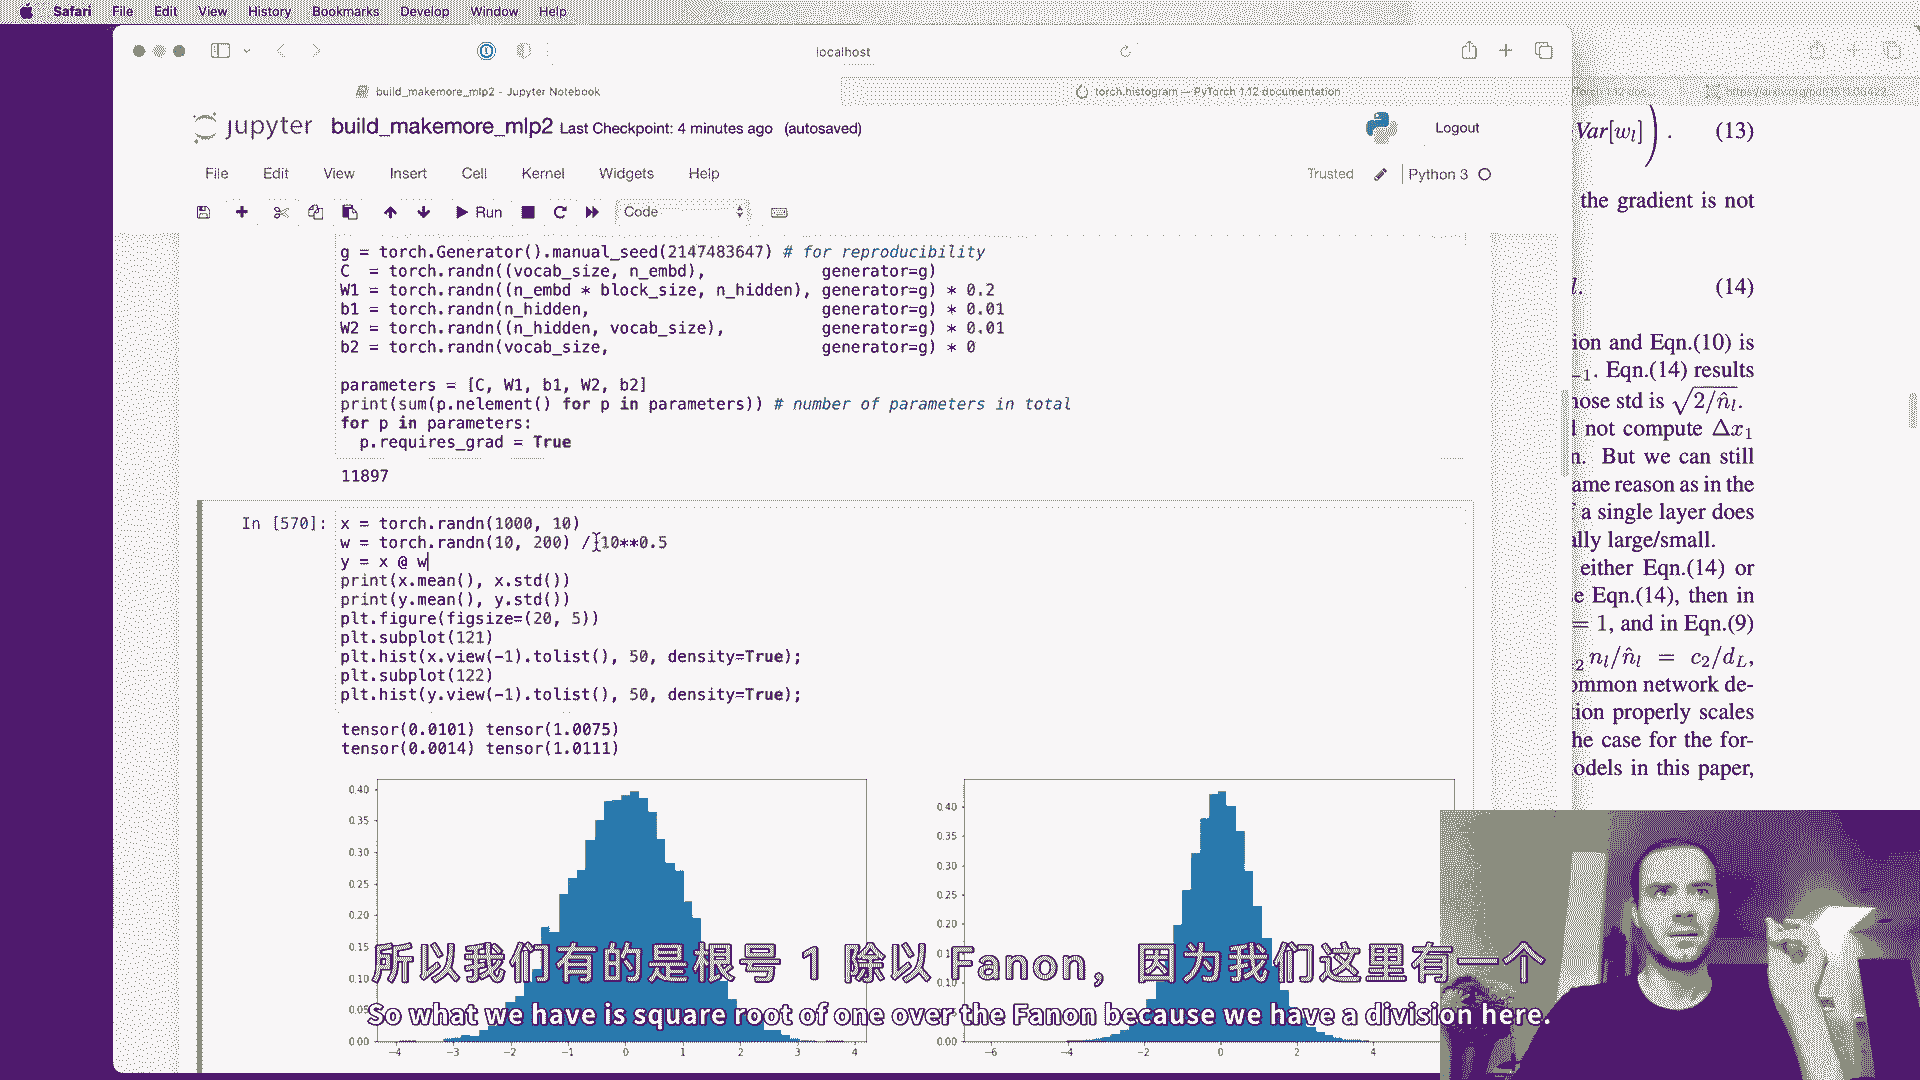 Safari File Edit View History Bookmarks Develop Window Help
localhost
build_makemore_mlp2 - Jupyter Notebook
torch.histogram — PyTorch 1.12 documentation
jupyter build_makemore_mlp2 Last Checkpoint: 4 minutes ago (autosaved)
Logout
File Edit View Insert Cell Kernel Widgets Help
Trusted Python 3
Run Code
g = torch.Generator().manual_seed(2147483647) # for reproducibility
C = torch.randn((vocab_size, n_embd), generator=g)
W1 = torch.randn((n_embd * block_size, n_hidden), generator=g) * 0.2
b1 = torch.randn(n_hidden, generator=g) * 0.01
W2 = torch.randn((n_hidden, vocab_size), generator=g) * 0.01
b2 = torch.randn(vocab_size, generator=g) * 0
parameters = [C, W1, b1, W2, b2]
print(sum(p.nelement() for p in parameters)) # number of parameters in total
for p in parameters:
p.requires_grad = True
11897
In [570]: x = torch.randn(1000, 10)
w = torch.randn(10, 200) / 10**0.5
y = x @ w
print(x.mean(), x.std())
print(y.mean(), y.std())
plt.figure(figsize=(20, 5))
plt.subplot(121)
plt.hist(x.view(-1).tolist(), 50, density=True);
plt.subplot(122)
plt.hist(y.view(-1).tolist(), 50, density=True);
tensor(0.0101) tensor(1.0075)
tensor(0.0014) tensor(1.0111)
0.40
0.35
0.30
0.25
0.20
0.15
0.10
0.05
0.00
-4 -3 -2 -1 0 1 2 3 4
0.40
0.35
0.30
0.25
0.20
0.15
0.10
0.00
-6 -4 -2 0 2 4
Var[wl] ) . (13)
the gradient is not
(14)
ion and Eqn.(10) is
−1. Eqn.(14) results
hose std is √2/n̂l.
d not compute Δx1
n. But we can still
ame reason as in the
f a single layer does
ally large/small.
either Eqn.(14) or
e Eqn.(14), then in
= 1, and in Eqn.(9)
2 nl/n̂l = c2/dL,
ommon network de-
tion properly scales
he case for the for-
odels in this paper,
所以我们有的是根号 1 除以 Fanon，因为我们这里有一个
So what we have is square root of one over the Fanon because we have a division here.